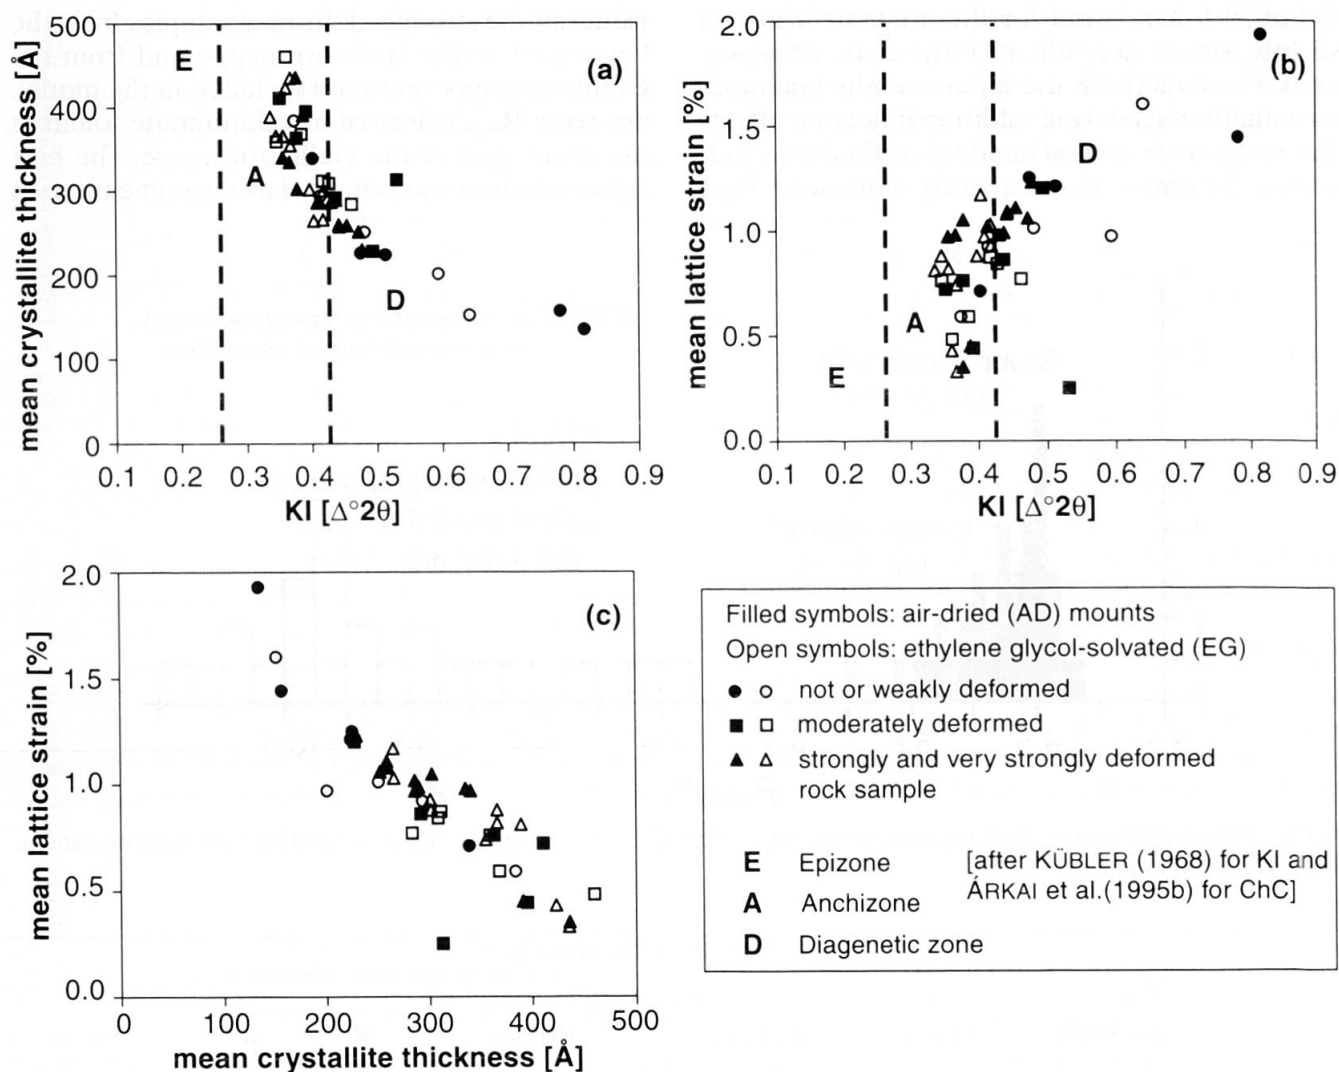 mean crystallite thickness [Å]
500
400
300
200
100
0
E
A
D
(a)
0.1 0.2 0.3 0.4 0.5 0.6 0.7 0.8 0.9
KI [Δ°2θ]
mean lattice strain [%]
2.0
1.5
1.0
0.5
0.0
E
A
D
(b)
0.1 0.2 0.3 0.4 0.5 0.6 0.7 0.8 0.9
KI [Δ°2θ]
mean lattice strain [%]
2.0
1.5
1.0
0.5
0.0
(c)
0 100 200 300 400 500
mean crystallite thickness [Å]
Filled symbols: air-dried (AD) mounts
Open symbols: ethylene glycol-solvated (EG)
not or weakly deformed
moderately deformed
strongly and very strongly deformed
rock sample
E Epizone [after KÜBLER (1968) for KI and
A Anchizone ÁRKAI et al.(1995b) for ChC]
D Diagenetic zone